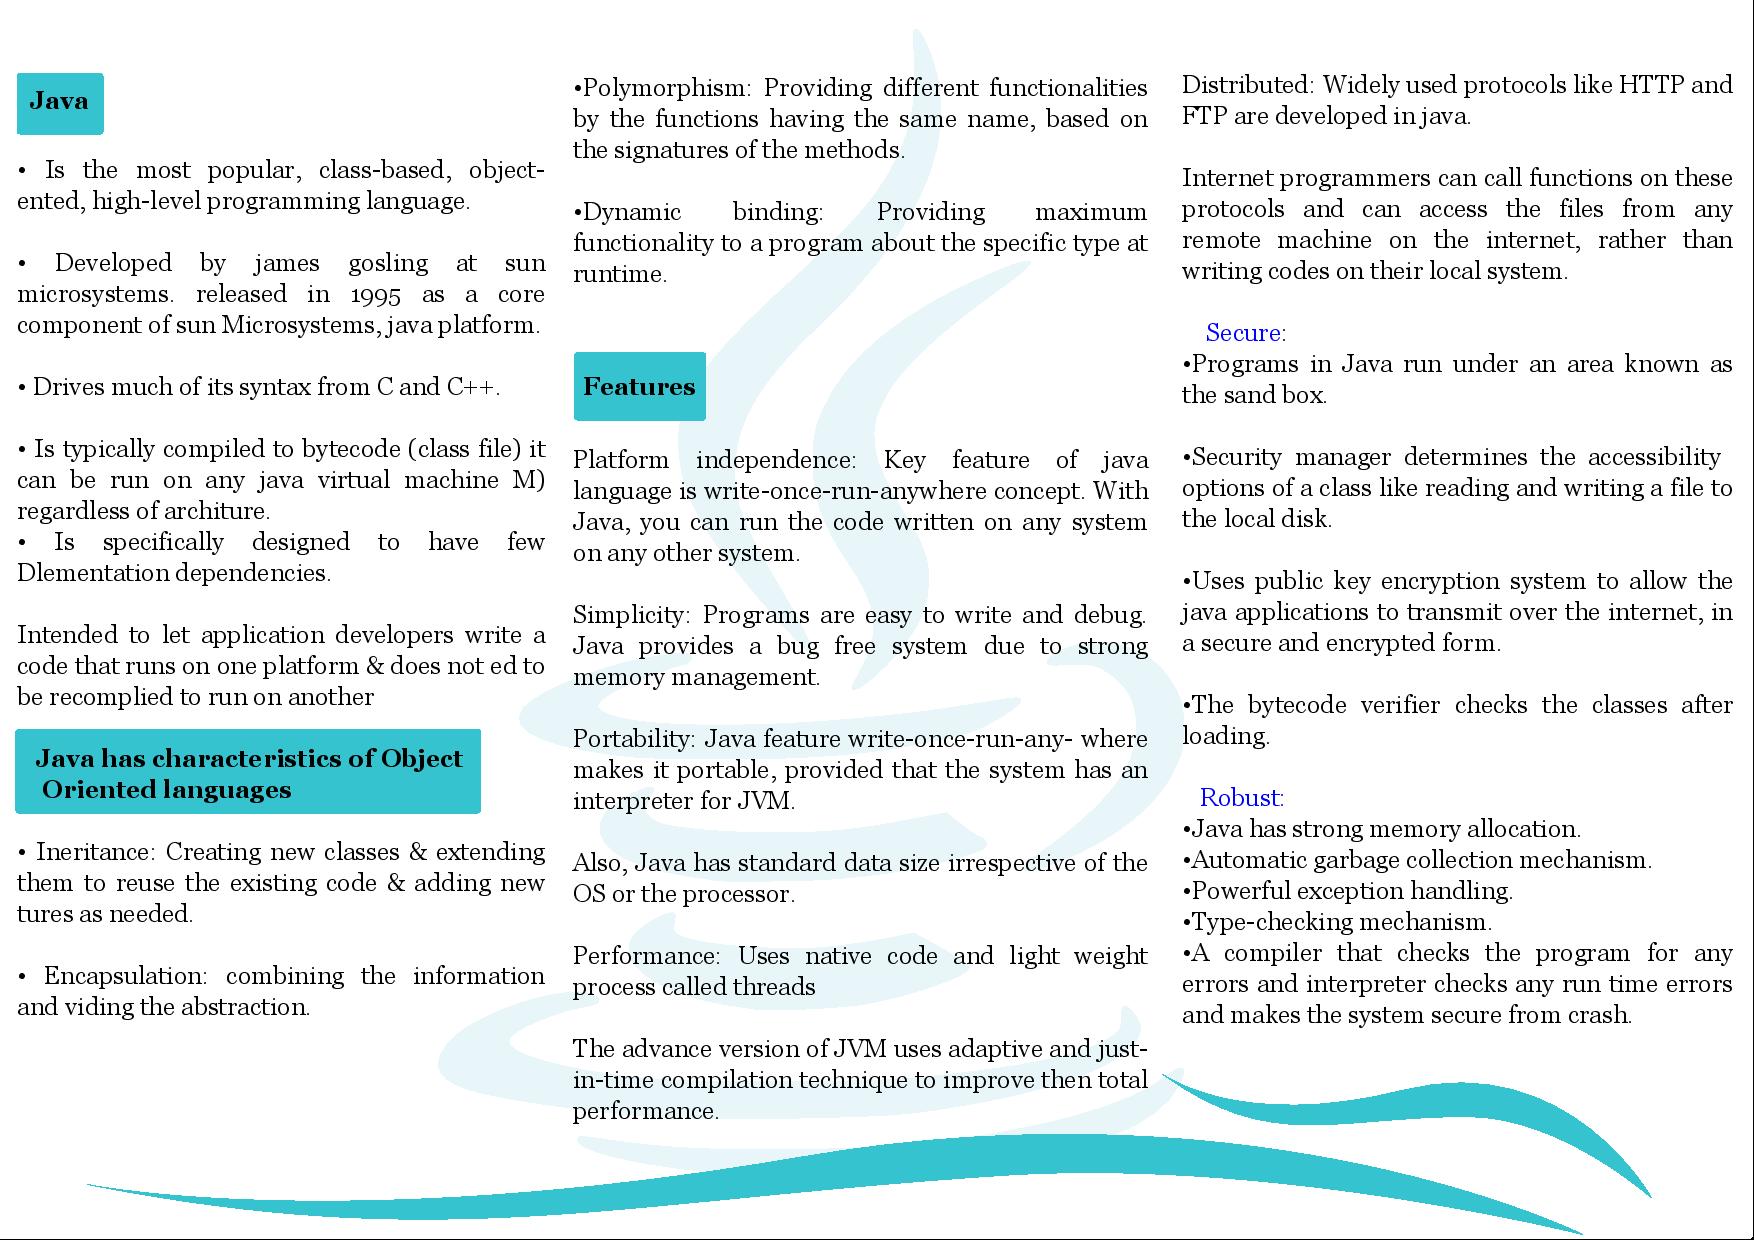 Java
• Is the most popular, class-based, object-
ented, high-level programming language.
• Developed by james gosling at sun
microsystems. released in 1995 as a core
component of sun Microsystems, java platform.
• Drives much of its syntax from C and C++.
• Is typically compiled to bytecode (class file) it
can be run on any java virtual machine M)
regardless of architure.
• Is specifically designed to have few
Dlementation dependencies.
Intended to let application developers write a
code that runs on one platform & does not ed to
be recomplied to run on another
Java has characteristics of Object
Oriented languages
• Ineritance: Creating new classes & extending
them to reuse the existing code & adding new
tures as needed.
• Encapsulation: combining the information
and viding the abstraction.
•Polymorphism: Providing different functionalities
by the functions having the same name, based on
the signatures of the methods.
•Dynamic binding: Providing maximum
functionality to a program about the specific type at
runtime.
Features
Platform independence: Key feature of java
language is write-once-run-anywhere concept. With
Java, you can run the code written on any system
on any other system.
Simplicity: Programs are easy to write and debug.
Java provides a bug free system due to strong
memory management.
Portability: Java feature write-once-run-any- where
makes it portable, provided that the system has an
interpreter for JVM.
Also, Java has standard data size irrespective of the
OS or the processor.
Performance: Uses native code and light weight
process called threads
The advance version of JVM uses adaptive and just-
in-time compilation technique to improve then total
performance.
Distributed: Widely used protocols like HTTP and
FTP are developed in java.
Internet programmers can call functions on these
protocols and can access the files from any
remote machine on the internet, rather than
writing codes on their local system.
Secure:
•Programs in Java run under an area known as
the sand box.
•Security manager determines the accessibility
options of a class like reading and writing a file to
the local disk.
•Uses public key encryption system to allow the
java applications to transmit over the internet, in
a secure and encrypted form.
•The bytecode verifier checks the classes after
loading.
Robust:
•Java has strong memory allocation.
•Automatic garbage collection mechanism.
•Powerful exception handling.
•Type-checking mechanism.
•A compiler that checks the program for any
errors and interpreter checks any run time errors
and makes the system secure from crash.